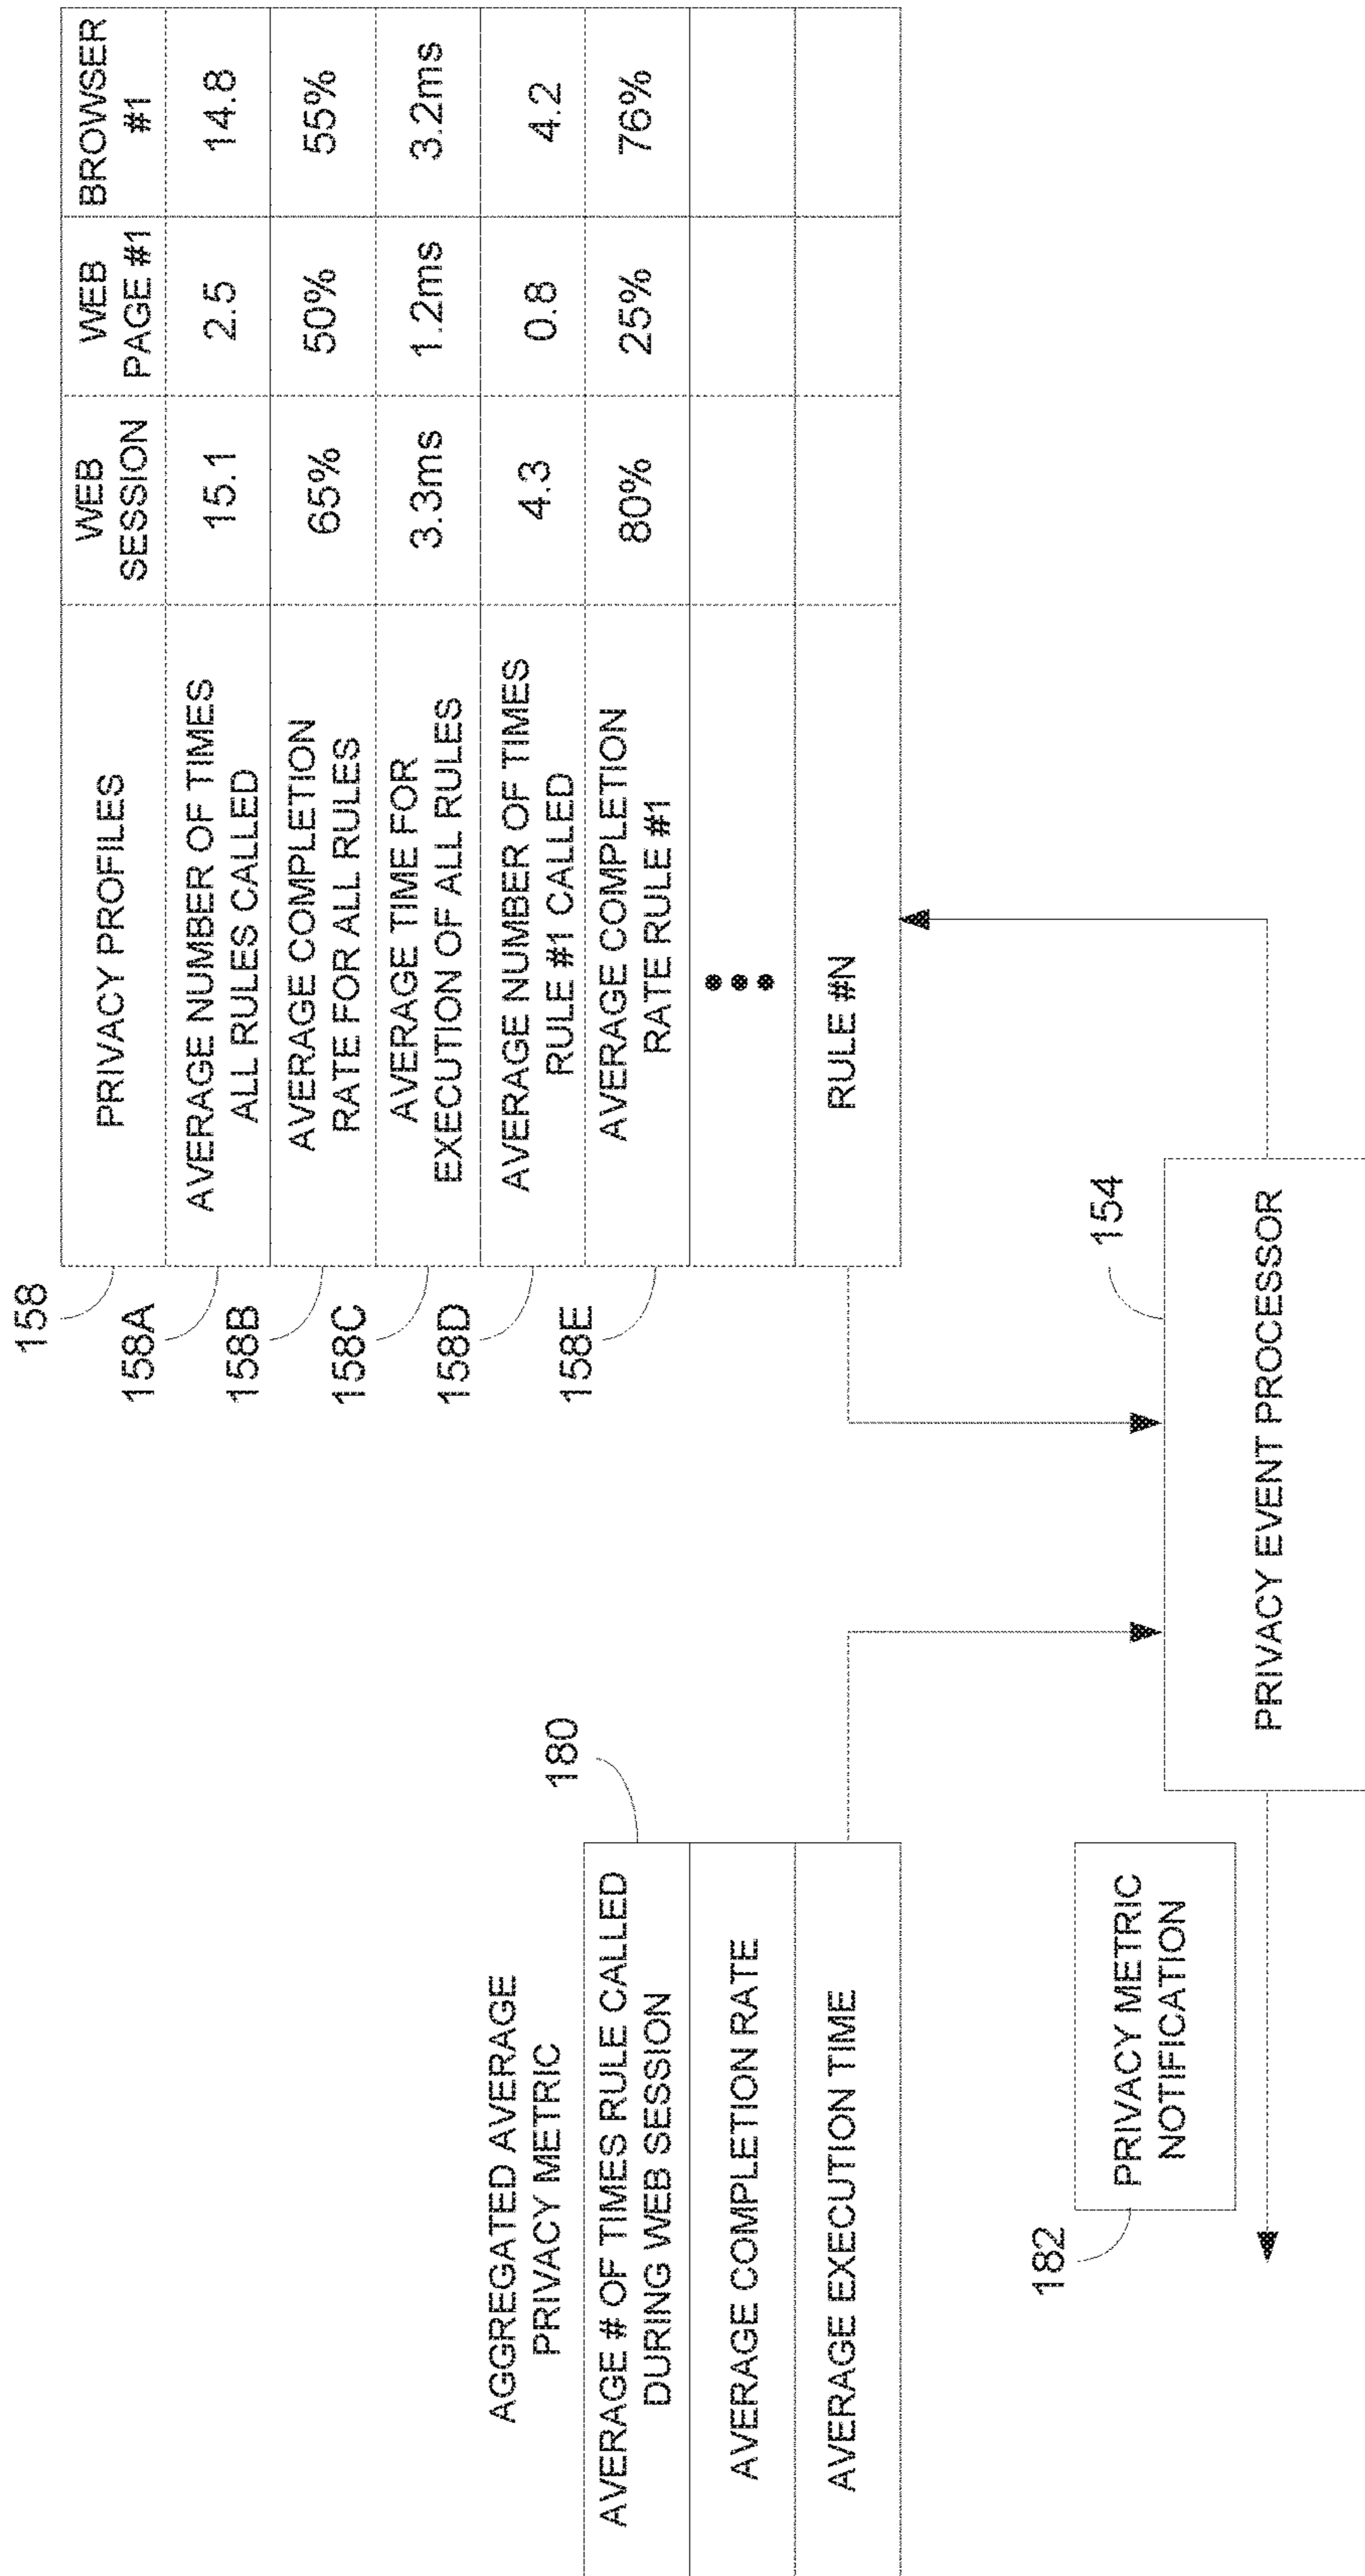 158
PRIVACY PROFILES
WEB
SESSION
WEB
PAGE #1
BROWSER
#1
158A
AVERAGE NUMBER OF TIMES
ALL RULES CALLED
15.1
2.5
14.8
158B
AVERAGE COMPLETION
RATE FOR ALL RULES
65%
50%
55%
158C
AVERAGE TIME FOR
EXECUTION OF ALL RULES
3.3ms
1.2ms
3.2ms
158D
AVERAGE NUMBER OF TIMES
RULE #1 CALLED
4.3
0.8
4.2
158E
AVERAGE COMPLETION
RATE RULE #1
80%
25%
76%
RULE #N
AGGREGATED AVERAGE
PRIVACY METRIC
180
AVERAGE # OF TIMES RULE CALLED
DURING WEB SESSION
AVERAGE COMPLETION RATE
AVERAGE EXECUTION TIME
182
PRIVACY METRIC
NOTIFICATION
154
PRIVACY EVENT PROCESSOR